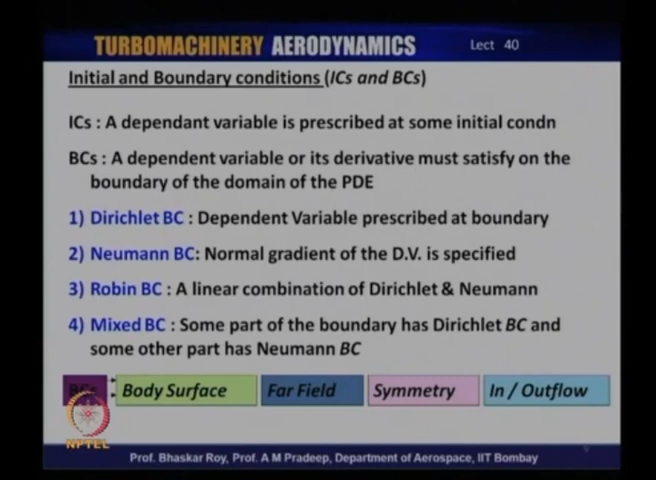 TURBOMACHINERY AERODYNAMICS Lect 40
Initial and Boundary conditions (ICs and BCs)
ICs : A dependant variable is prescribed at some initial condn
BCs : A dependent variable or its derivative must satisfy on the
boundary of the domain of the PDE
1) Dirichlet BC : Dependent Variable prescribed at boundary
2) Neumann BC: Normal gradient of the D.V. is specified
3) Robin BC : A linear combination of Dirichlet & Neumann
4) Mixed BC : Some part of the boundary has Dirichlet BC and
some other part has Neumann BC
BCs Body Surface Far Field Symmetry In / Outflow
NPTEL
Prof. Bhaskar Roy, Prof. A M Pradeep, Department of Aerospace, IIT Bombay